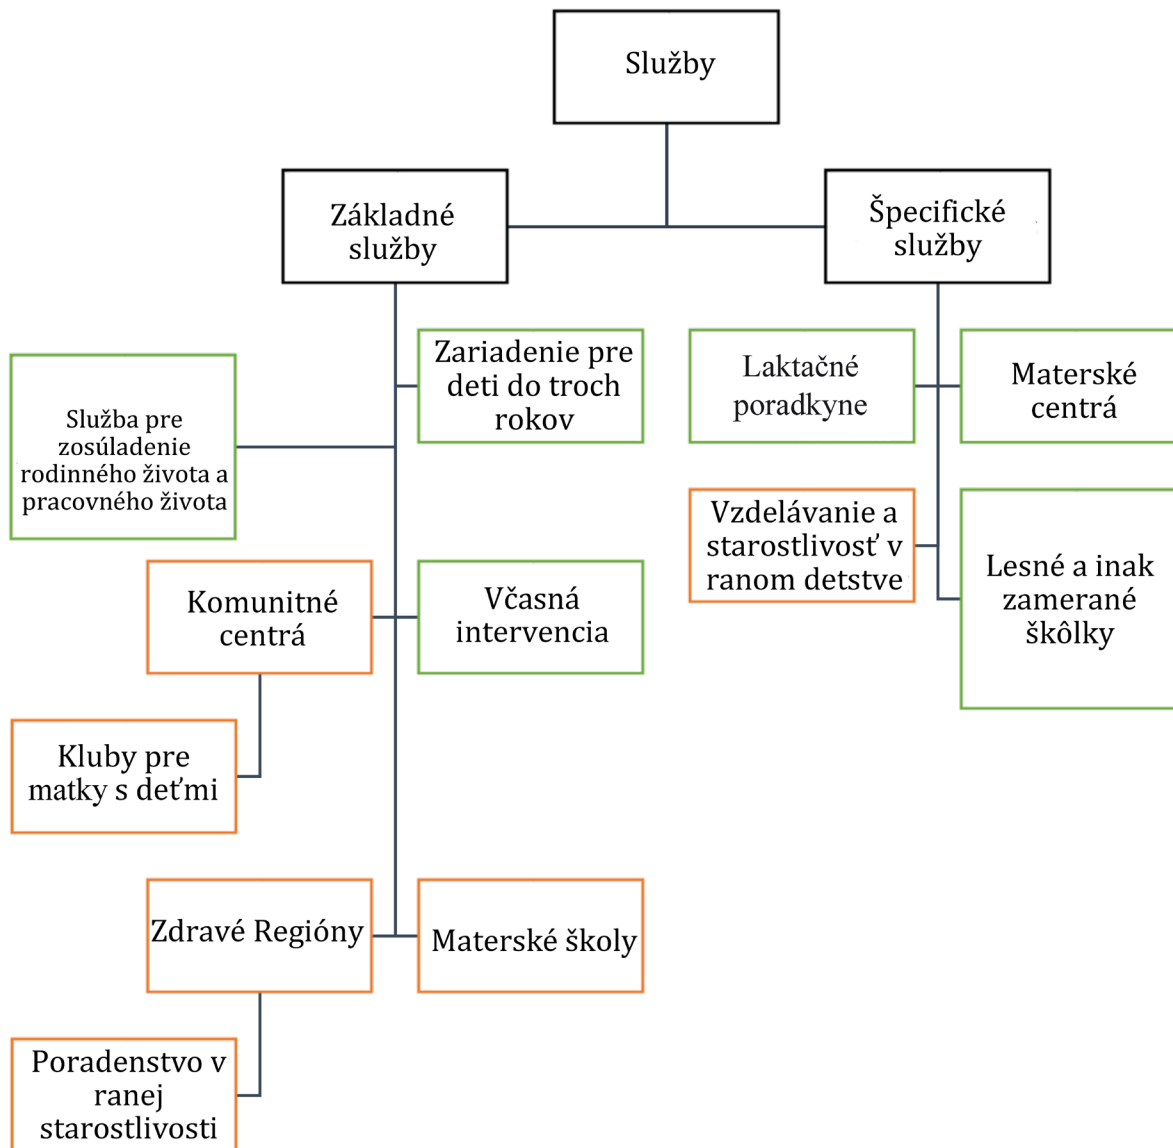 Služby
Základné
služby
Špecifické
služby
Služba pre
zosúladenie
rodinného života a
pracovného života
Zariadenie pre
deti do troch
rokov
Laktačné
poradkyne
Materské
centrá
Komunitné
centrá
Včasná
intervencia
Vzdelávanie a
starostlivosť v
ranom detstve
Lesné a inak
zamerané
škôlky
Kluby pre
matky s deťmi
Zdravé Regióny
Materské školy
Poradenstvo v
ranej
starostlivosti